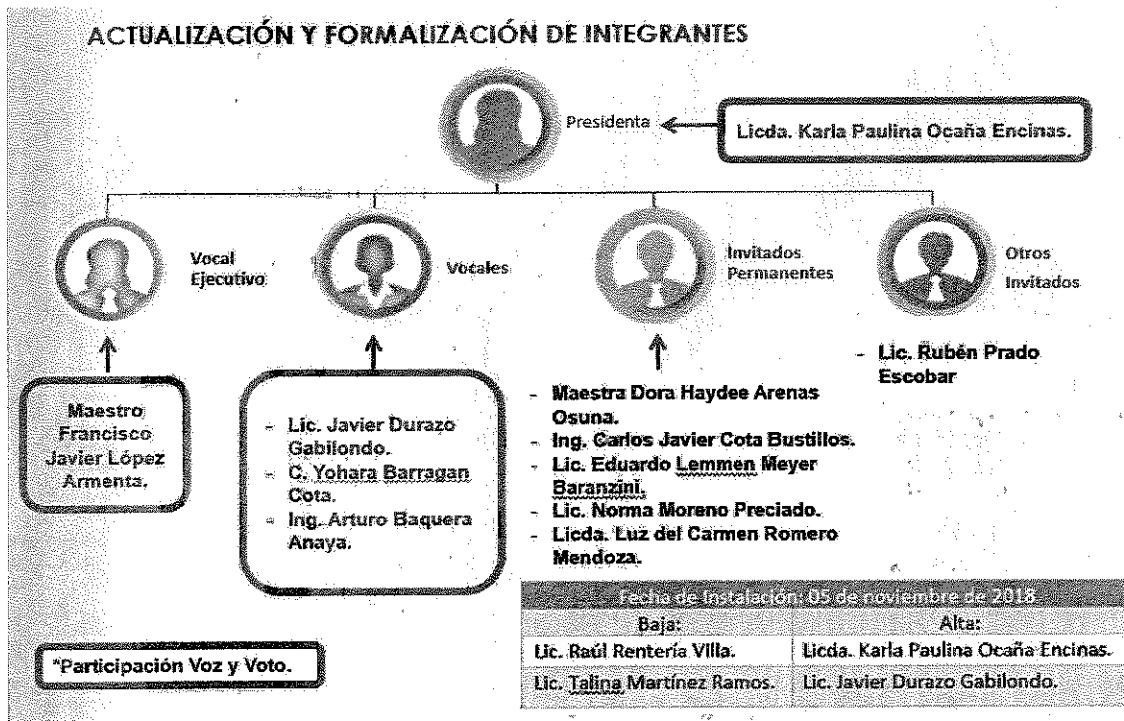 ACTUALIZACIÓN Y FORMALIZACIÓN DE INTEGRANTES
Presidenta
Licda. Karla Paulina Ocaña Encinas.
Vocal
Ejecutivo
Vocales
Invitados
Permanentes
Otros
Invitados
Maestro
Francisco
Javier López
Armenta.
- Lic. Javier Durazo
Gabilondo.
- C. Yohara Barragan
Cota.
- Ing. Arturo Baquera
Anaya.
- Maestra Dora Haydee Arenas
Osuna.
- Ing. Carlos Javier Cota Bustillos.
- Lic. Eduardo Lemmen Meyer
Baranzini.
- Lic. Norma Moreno Preciado.
- Licda. Luz del Carmen Romero
Mendoza.
- Lic. Rubén Prado
Escobar
Fecha de Instalación: 05 de noviembre de 2018
Baja: Alta:
Lic. Raúl Rentería Villa. Licda. Karla Paulina Ocaña Encinas.
Lic. Talina Martínez Ramos. Lic. Javier Durazo Gabilondo.
*Participación Voz y Voto.